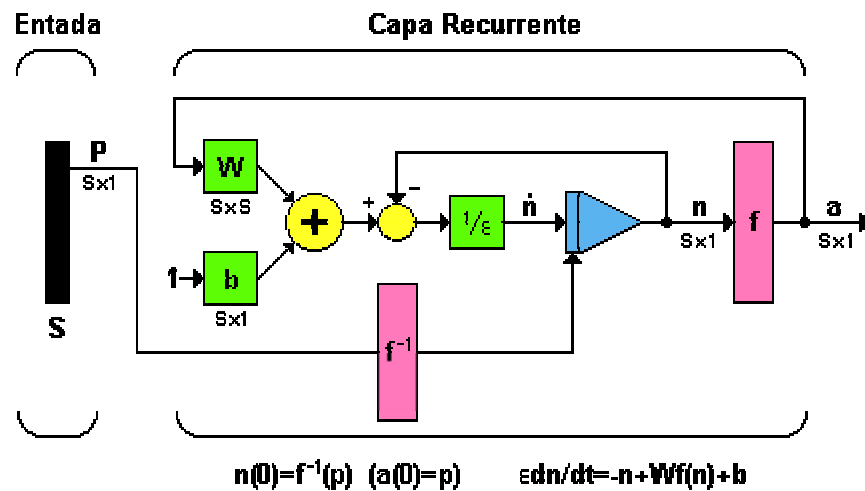 Entada
Capa Recurrente
p
Sx1
S
W
SxS
1
b
Sx1
+
+
−
1/ε
ṅ
n
Sx1
f
a
Sx1
f⁻¹
n(0)=f⁻¹(p) (a(0)=p)
εdn/dt=-n+Wf(n)+b